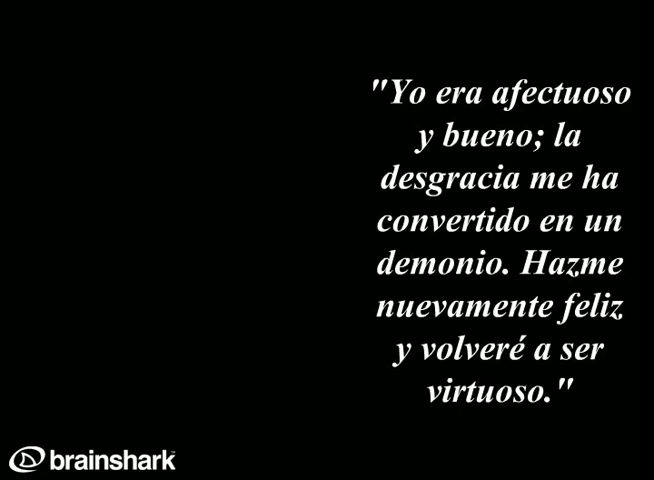 "Yo era afectuoso
y bueno; la
desgracia me ha
convertido en un
demonio. Hazme
nuevamente feliz
y volveré a ser
virtuoso."
brainshark